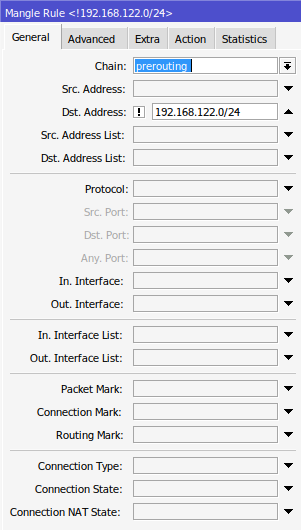 Mangle Rule <!192.168.122.0/24>
General Advanced Extra Action Statistics
Chain: prerouting
Src. Address:
Dst. Address: ! 192.168.122.0/24
Src. Address List:
Dst. Address List:
Protocol:
Src. Port:
Dst. Port:
Any. Port:
In. Interface:
Out. Interface:
In. Interface List:
Out. Interface List:
Packet Mark:
Connection Mark:
Routing Mark:
Connection Type:
Connection State:
Connection NAT State: